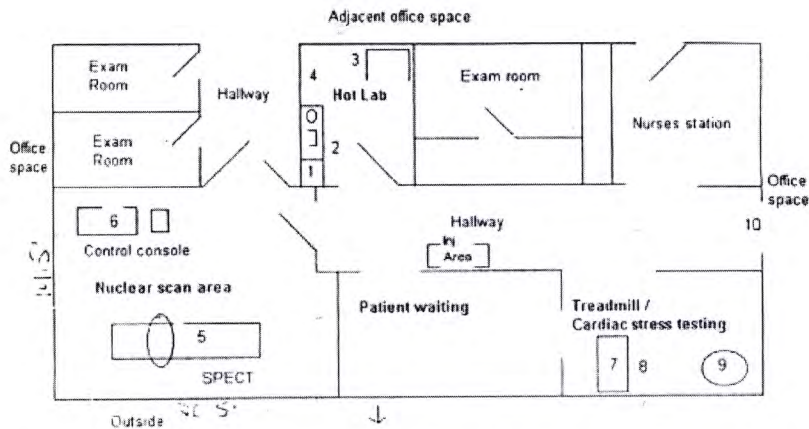 Adjacent office space
Exam
Room
Hallway
4
3
Hot Lab
Exam room
Nurses station
Office
space
Exam
Room
2
1
Office
space
6
Control console
Hallway
Inj
Area
10
Nuclear scan area
Patient waiting
Treadmill /
Cardiac stress testing
5
SPECT
7
8
9
Outside